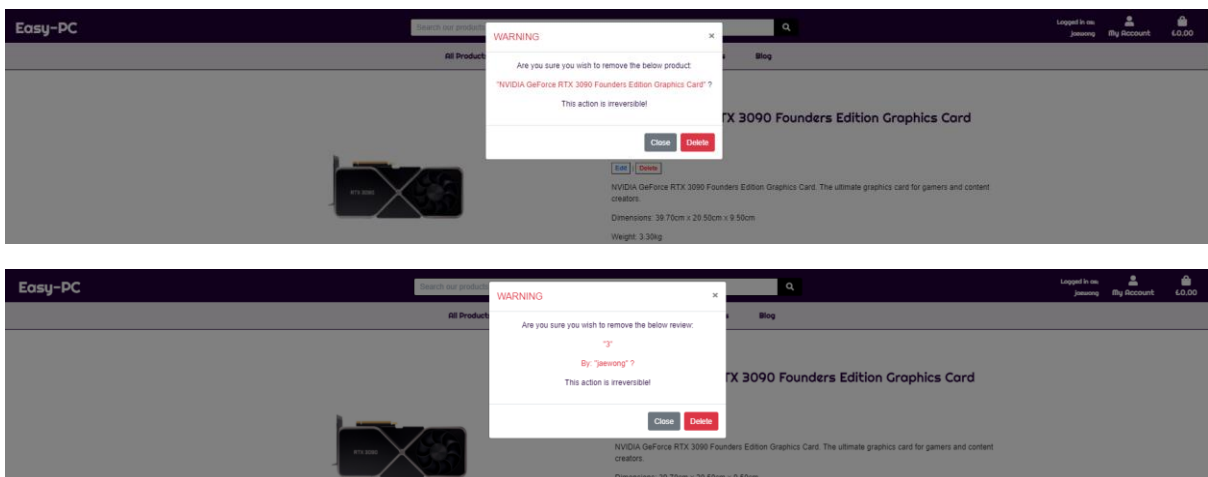 Easy-PC
Search our products
WARNING
×
Logged in as:
jaewong
My Account
£0.00
All Product
Blog
Are you sure you wish to remove the below product:
"NVIDIA GeForce RTX 3090 Founders Edition Graphics Card" ?
This action is irreversible!
Close
Delete
TX 3090 Founders Edition Graphics Card
Edit | Delete
RTX 3090
NVIDIA GeForce RTX 3090 Founders Edition Graphics Card. The ultimate graphics card for gamers and content
creators.
Dimensions: 39.70cm x 20.50cm x 9.50cm
Weight: 3.30kg
Easy-PC
Search our products
WARNING
×
Logged in as:
jaewong
My Account
£0.00
All Product
Blog
Are you sure you wish to remove the below review:
"3"
By: "jaewong" ?
This action is irreversible!
Close
Delete
TX 3090 Founders Edition Graphics Card
RTX 3090
NVIDIA GeForce RTX 3090 Founders Edition Graphics Card. The ultimate graphics card for gamers and content
creators.